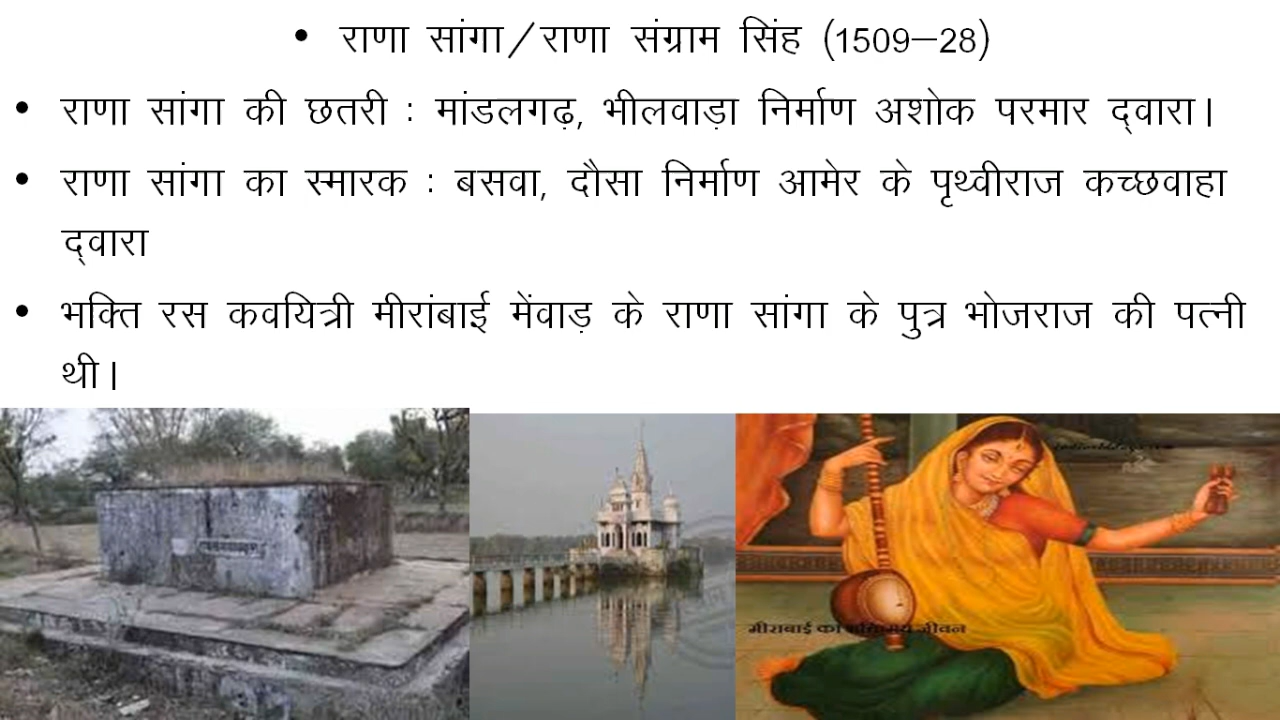 • राणा सांगा/राणा संग्राम सिंह (1509–28)
• राणा सांगा की छतरी : मांडलगढ़, भीलवाड़ा निर्माण अशोक परमार द्वारा।
• राणा सांगा का स्मारक : बसवा, दौसा निर्माण आमेर के पृथ्वीराज कच्छवाहा
द्वारा
• भक्ति रस कवयित्री मीरांबाई मेंवाड़ के राणा सांगा के पुत्र भोजराज की पत्नी
थी।
मीराबाई का जीवन